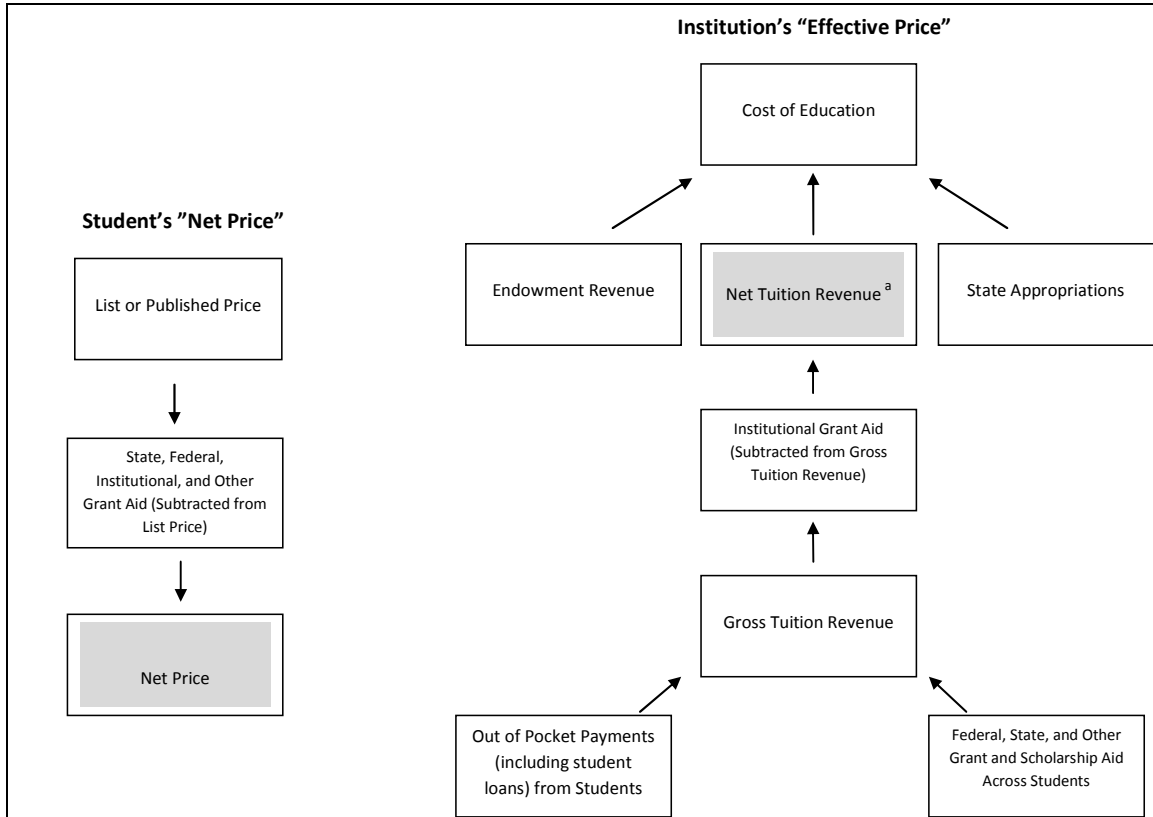 Institution’s “Effective Price”
Cost of Education
Student’s ”Net Price”
List or Published Price
Endowment Revenue
Net Tuition Revenue a
State Appropriations
State, Federal,
Institutional, and Other
Grant Aid (Subtracted from
List Price)
Institutional Grant Aid
(Subtracted from Gross
Tuition Revenue)
Net Price
Gross Tuition Revenue
Out of Pocket Payments
(including student
loans) from Students
Federal, State, and Other
Grant and Scholarship Aid
Across Students